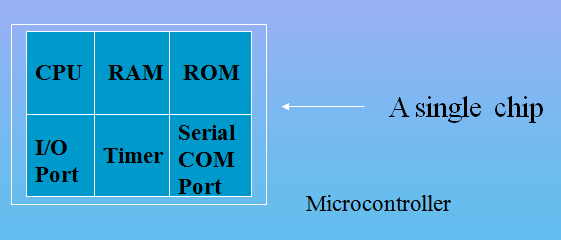 CPU
RAM
ROM
I/O
Port
Timer
Serial
COM
Port
A single chip
Microcontroller